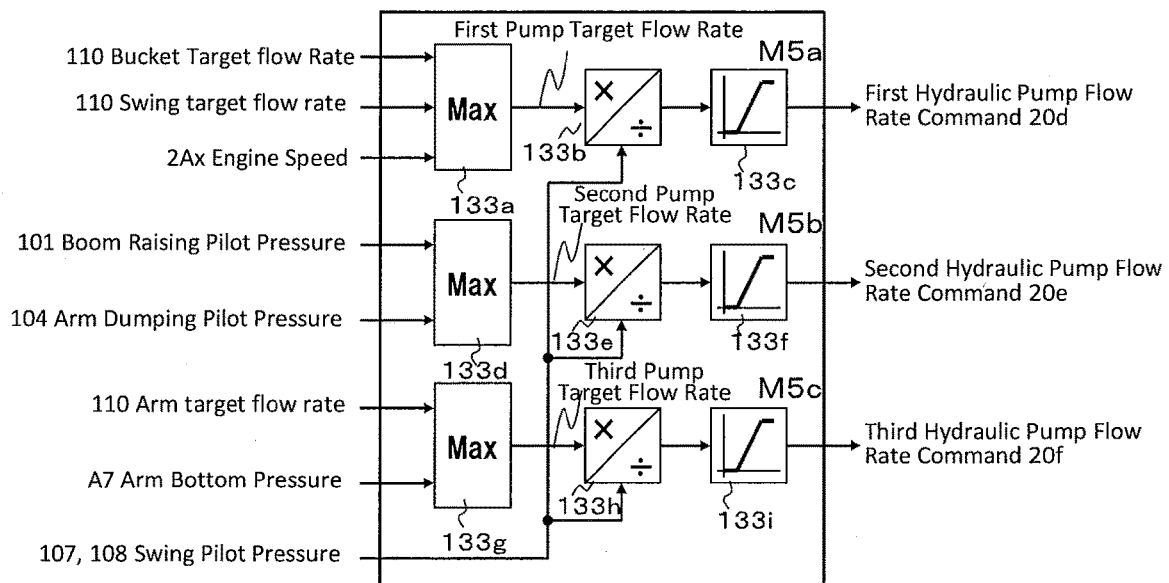 First Pump Target Flow Rate
110 Bucket Target flow Rate
110 Swing target flow rate
2Ax Engine Speed
Max
133a
×
÷
133b
M5a
133c
First Hydraulic Pump Flow
Rate Command 20d
101 Boom Raising Pilot Pressure
104 Arm Dumping Pilot Pressure
Max
133d
Second Pump
Target Flow Rate
×
÷
133e
M5b
133f
Second Hydraulic Pump Flow
Rate Command 20e
110 Arm target flow rate
A7 Arm Bottom Pressure
Max
133g
Third Pump
Target Flow Rate
×
÷
133h
M5c
133i
Third Hydraulic Pump Flow
Rate Command 20f
107, 108 Swing Pilot Pressure